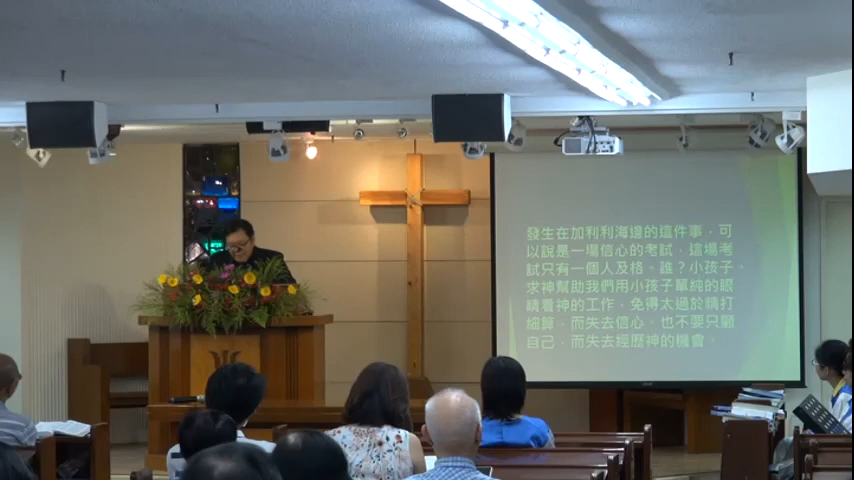 發生在加利利海邊的這件事，可
以說是一場信心的考試，這場考
試只有一個人及格。誰？小孩子。
求神幫助我們用小孩子單純的眼
睛看神的工作，免得太過於精打
細算，而失去信心。也不要只顧
自己，而失去經歷神的機會。